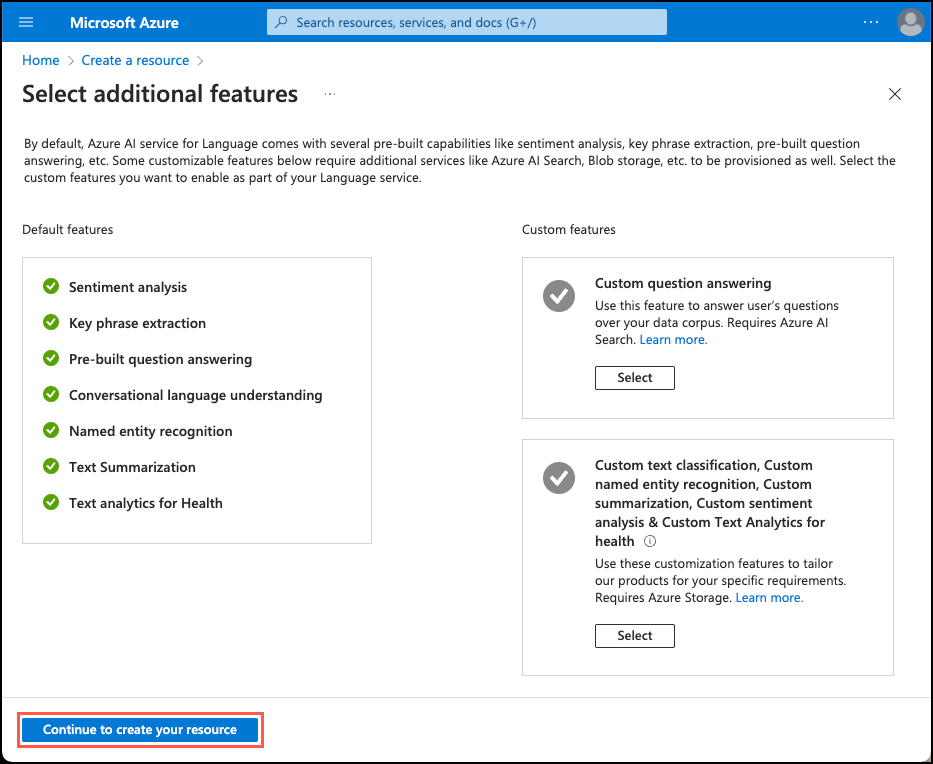 Microsoft Azure
Search resources, services, and docs (G+/)
Home > Create a resource >
Select additional features ...
By default, Azure AI service for Language comes with several pre-built capabilities like sentiment analysis, key phrase extraction, pre-built question
answering, etc. Some customizable features below require additional services like Azure AI Search, Blob storage, etc. to be provisioned as well. Select the
custom features you want to enable as part of your Language service.
Default features
Sentiment analysis
Key phrase extraction
Pre-built question answering
Conversational language understanding
Named entity recognition
Text Summarization
Text analytics for Health
Custom features
Custom question answering
Use this feature to answer user's questions
over your data corpus. Requires Azure AI
Search. Learn more.
Select
Custom text classification, Custom
named entity recognition, Custom
summarization, Custom sentiment
analysis & Custom Text Analytics for
health
Use these customization features to tailor
our products for your specific requirements.
Requires Azure Storage. Learn more.
Select
Continue to create your resource